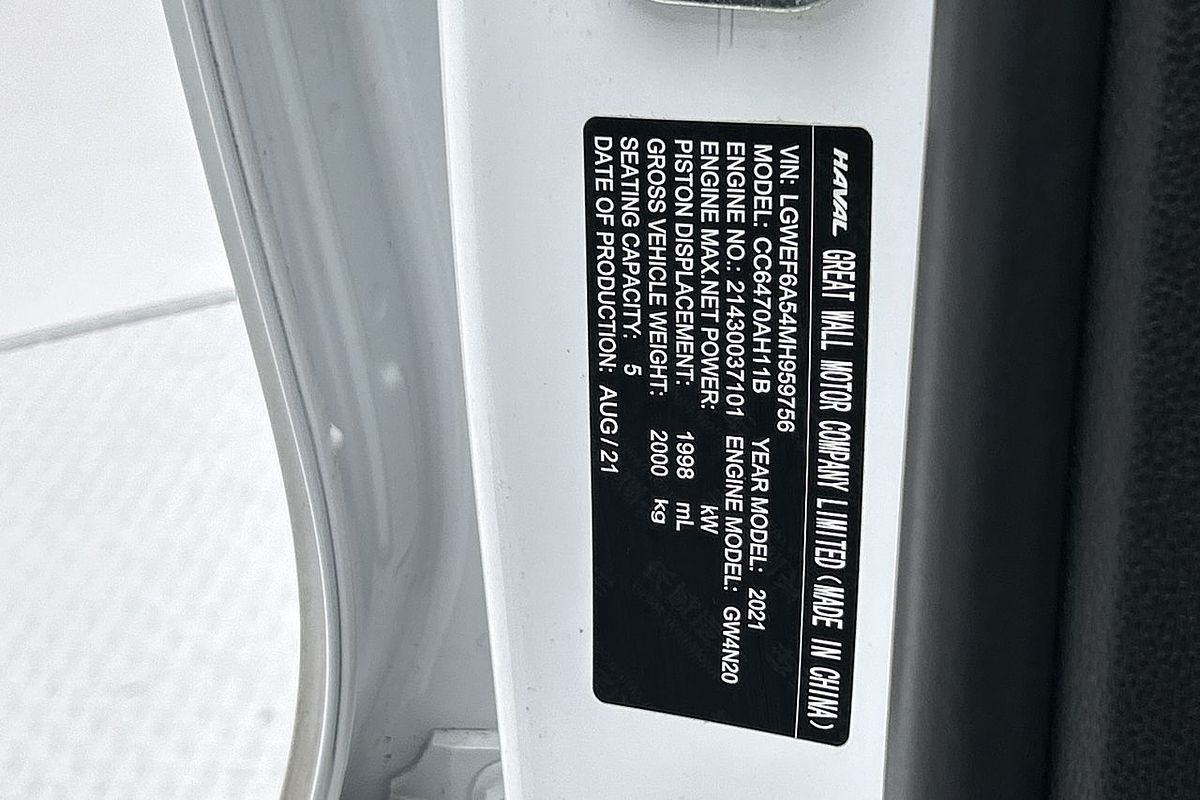 HAVAL GREAT WALL MOTOR COMPANY LIMITED (MADE IN CHINA)
VIN: LGWEF6A54MH959756
MODEL: CC6470AH11B YEAR MODEL: 2021
ENGINE NO.: 21430037101 ENGINE MODEL: GW4N20
ENGINE MAX.NET POWER: kW
PISTON DISPLACEMENT: 1998 mL
GROSS VEHICLE WEIGHT: 2000 kg
SEATING CAPACITY: 5
DATE OF PRODUCTION: AUG/21